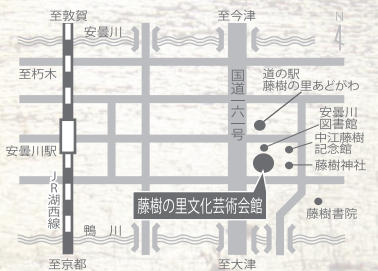 至敦賀
至今津
N
安曇川
至朽木
国道一六一号
道の駅
藤樹の里あどがわ
安曇川
図書館
中江藤樹
記念館
安曇川駅
藤樹神社
JR湖西線
藤樹の里文化芸術会館
藤樹書院
鴨川
至京都
至大津